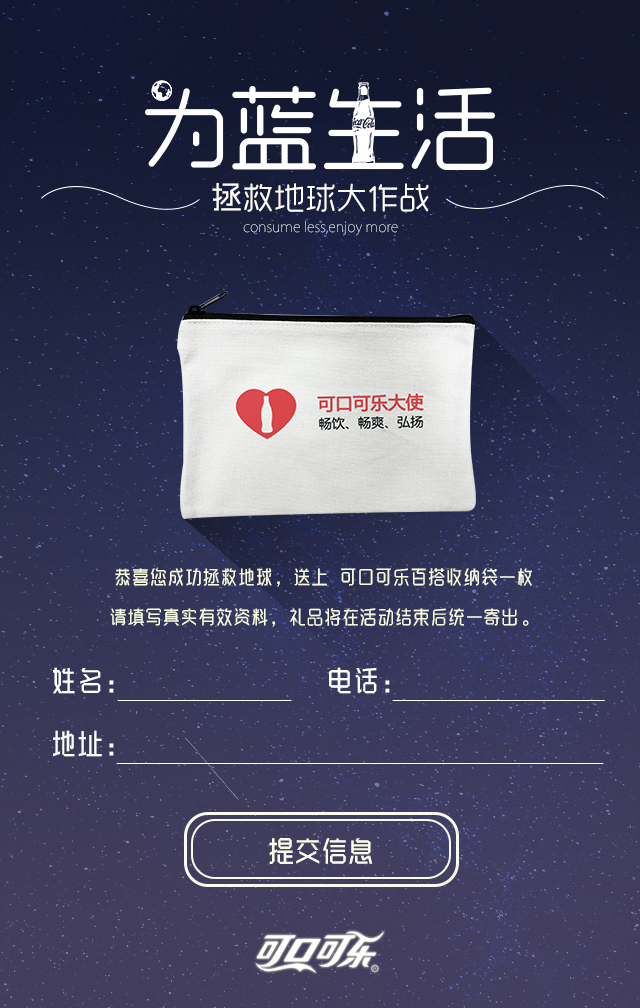 为蓝生活
Coca-Cola
拯救地球大作战
consume less,enjoy more
可口可乐大使
畅饮、畅爽、弘扬
恭喜您成功拯救地球，送上 可口可乐百搭收纳袋一枚
请填写真实有效资料，礼品将在活动结束后统一寄出。
姓名：
电话：
地址：
提交信息
可口可乐®